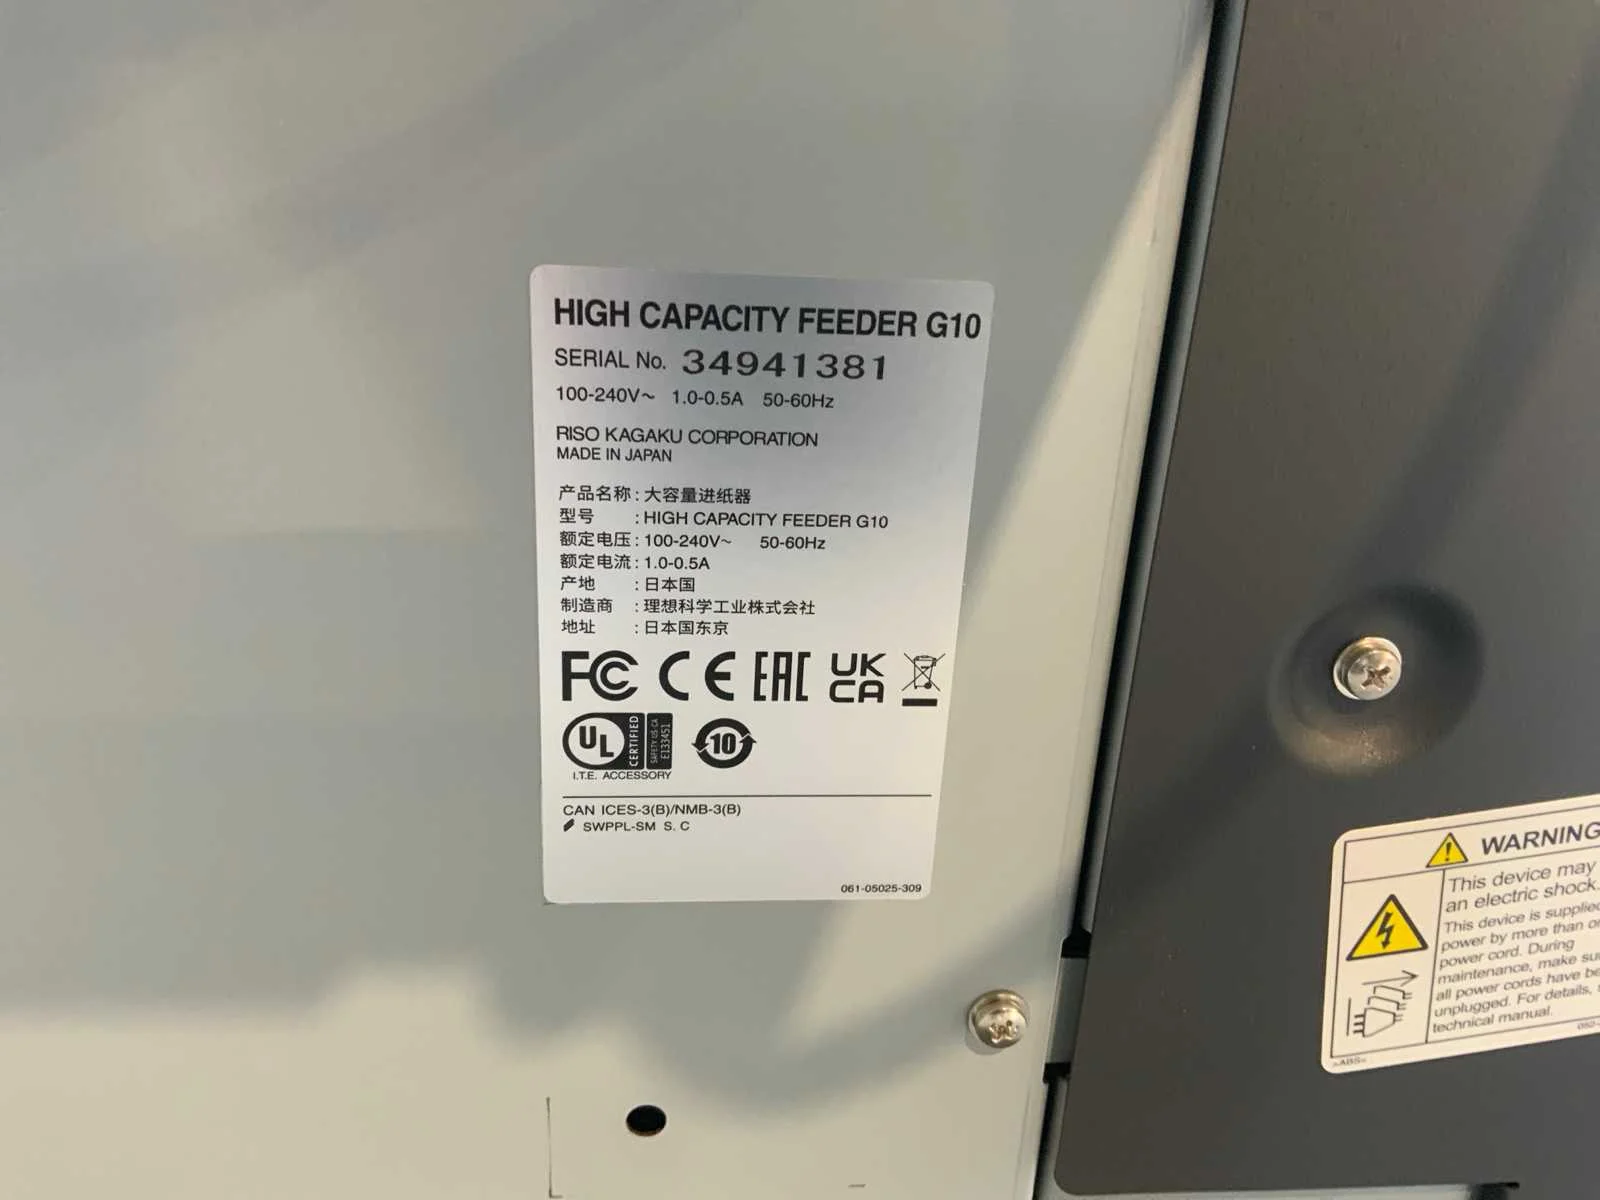 HIGH CAPACITY FEEDER G10
SERIAL No. 34941381
100-240V~ 1.0-0.5A 50-60Hz
RISO KAGAKU CORPORATION
MADE IN JAPAN
产品名称 : 大容量进纸器
型号 : HIGH CAPACITY FEEDER G10
额定电压 : 100-240V~ 50-60Hz
额定电流 : 1.0-0.5A
产地 : 日本国
制造商 : 理想科学工业株式会社
地址 : 日本国东京
FC CE EAC UK CA
UL CERTIFIED SAFETY US-CA E133451 10
I.T.E. ACCESSORY
CAN ICES-3(B)/NMB-3(B)
SWPPL-SM S. C
061-05025-309
WARNING
This device may
an electric shock.
This device is supplied
power by more than
power cord. During
maintenance, make
all power cords have
unplugged. For details,
technical manual.
>ABS<